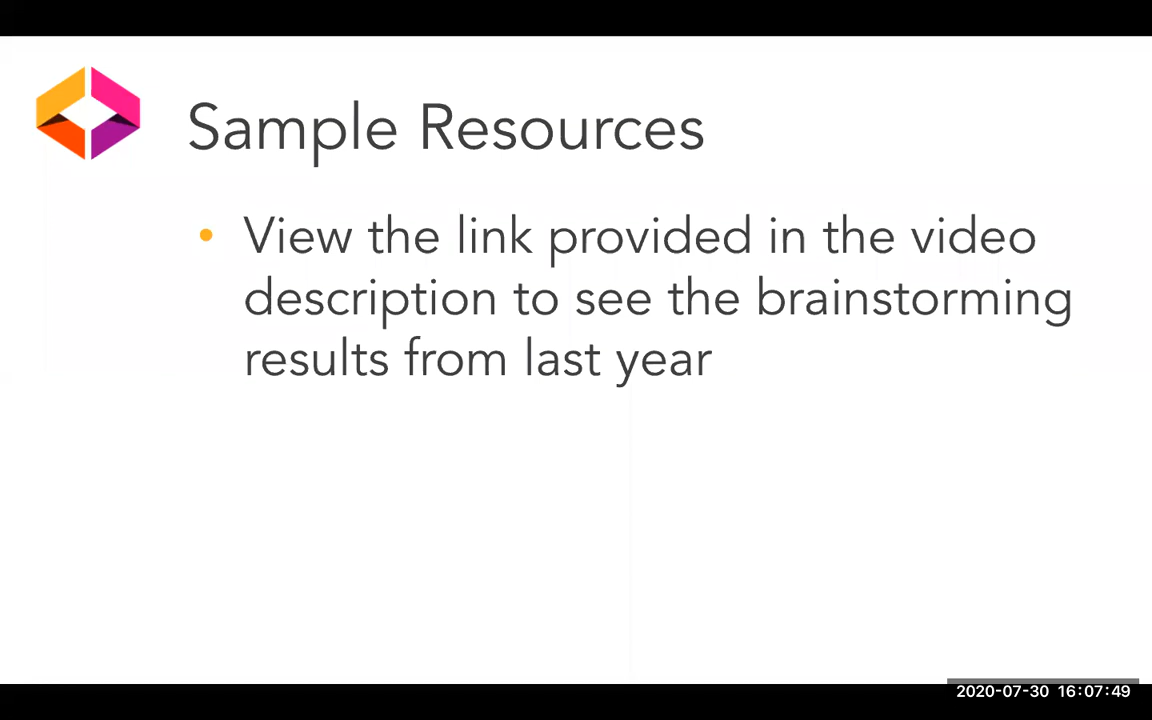 Sample Resources
• View the link provided in the video
description to see the brainstorming
results from last year
2020-07-30 16:07:49